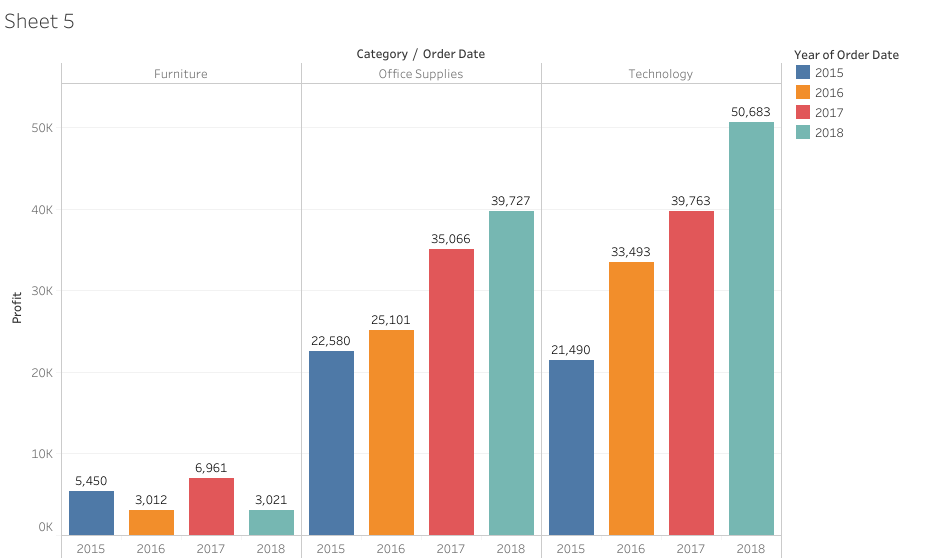 Sheet 5
Category / Order Date
Furniture Office Supplies Technology
Profit
50K
40K
30K
20K
10K
0K
5,450 3,012 6,961 3,021
22,580 25,101 35,066 39,727
21,490 33,493 39,763 50,683
2015 2016 2017 2018 2015 2016 2017 2018 2015 2016 2017 2018
Year of Order Date
2015
2016
2017
2018